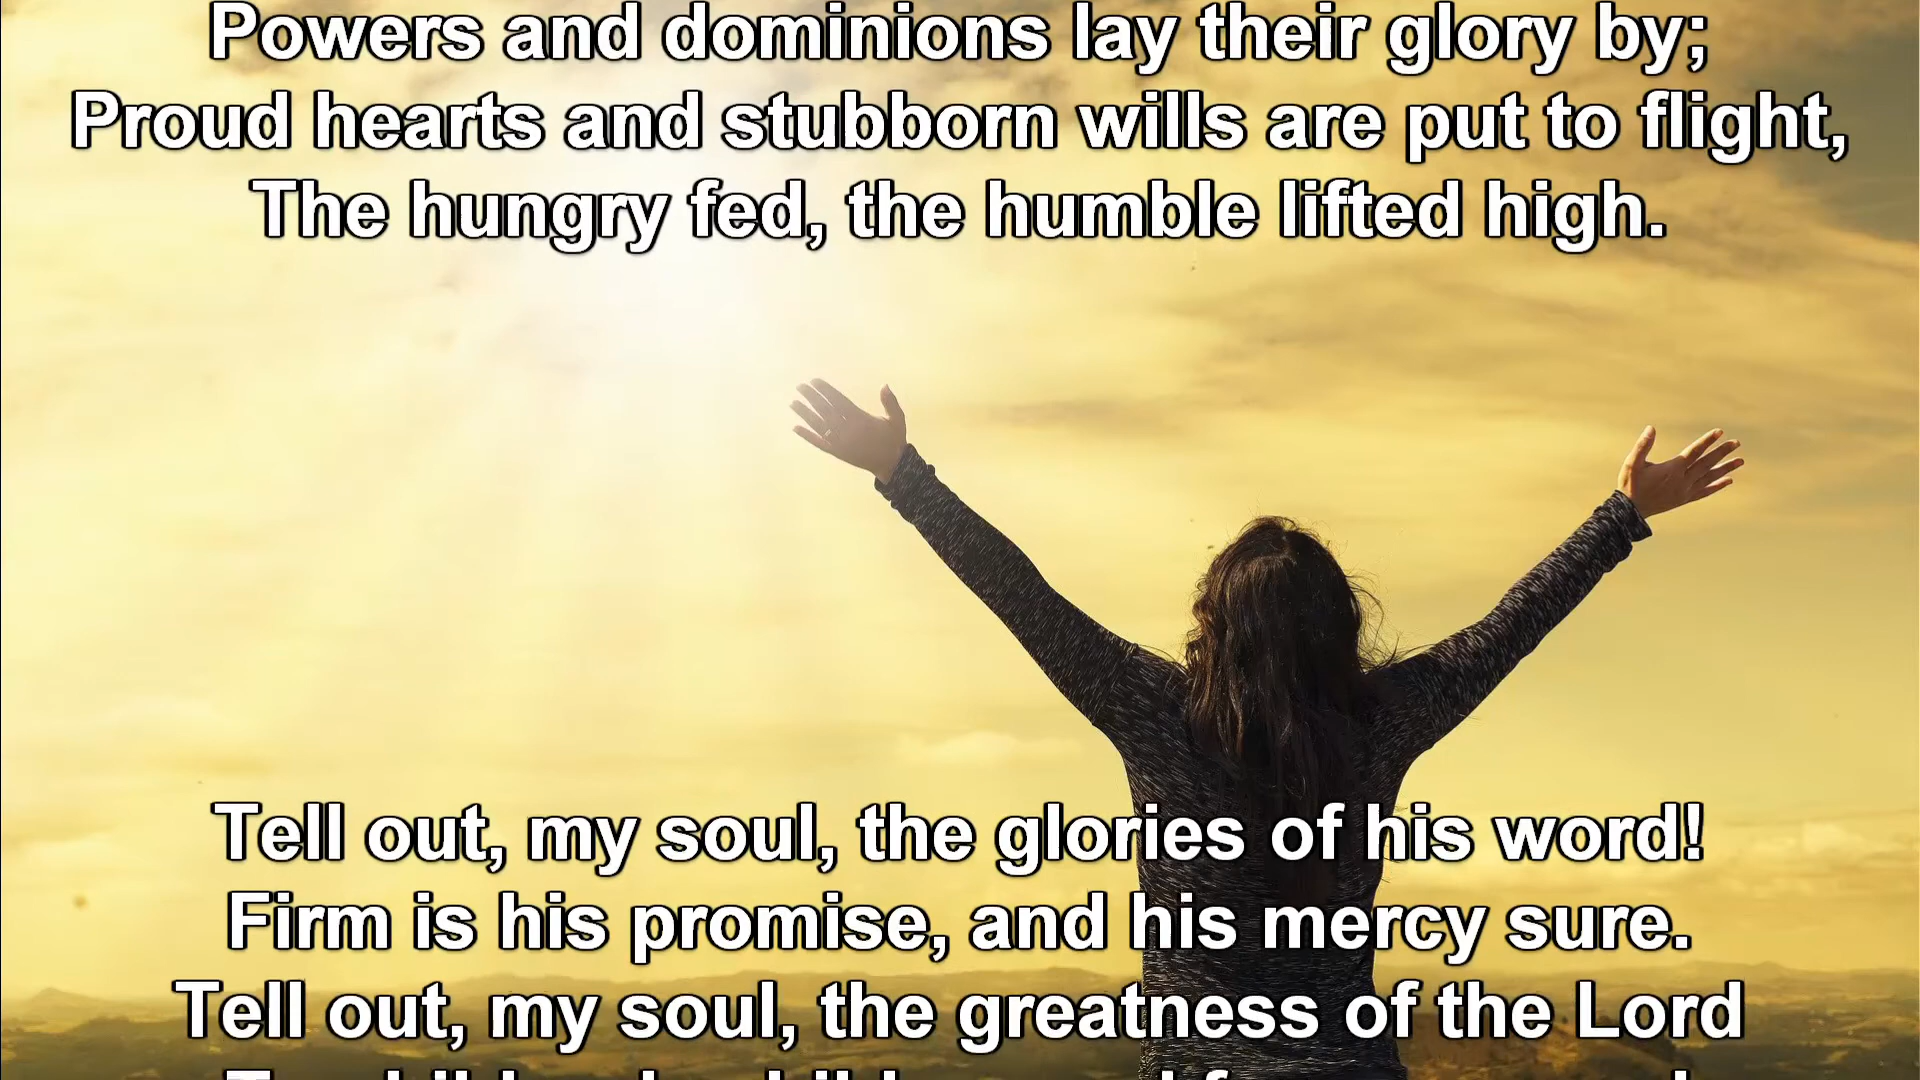 Powers and dominions lay their glory by;
Proud hearts and stubborn wills are put to flight,
The hungry fed, the humble lifted high.
Tell out, my soul, the glories of his word!
Firm is his promise, and his mercy sure.
Tell out, my soul, the greatness of the Lord